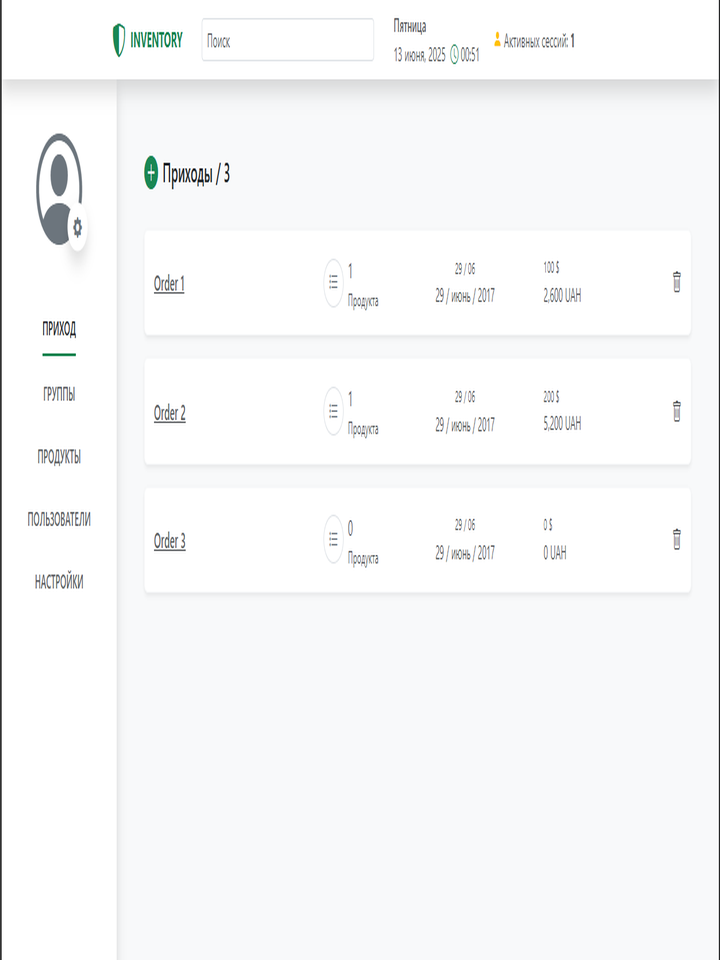 INVENTORY
Поиск
Пятница
13 июня, 2025 00:51
Активных сессий: 1
ПРИХОД
ГРУППЫ
ПРОДУКТЫ
ПОЛЬЗОВАТЕЛИ
НАСТРОЙКИ
Приходы / 3
Order 1
1
Продукта
29 / 06
29 / июнь / 2017
100 $
2,600 UAH
Order 2
1
Продукта
29 / 06
29 / июнь / 2017
200 $
5,200 UAH
Order 3
0
Продукта
29 / 06
29 / июнь / 2017
0 $
0 UAH